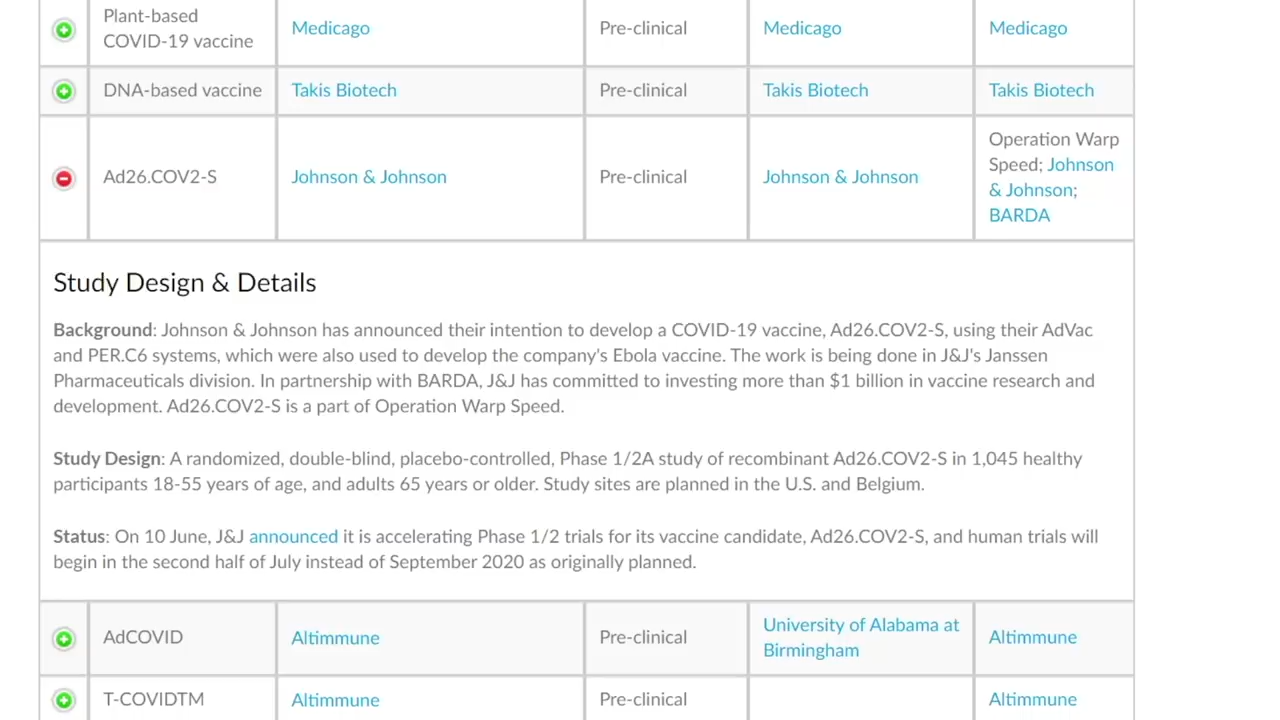 Plant-based
COVID-19 vaccine
Medicago
Pre-clinical
Medicago
Medicago
DNA-based vaccine
Takis Biotech
Pre-clinical
Takis Biotech
Takis Biotech
Ad26.COV2-S
Johnson & Johnson
Pre-clinical
Johnson & Johnson
Operation Warp
Speed; Johnson
& Johnson;
BARDA
Study Design & Details
Background: Johnson & Johnson has announced their intention to develop a COVID-19 vaccine, Ad26.COV2-S, using their AdVac
and PER.C6 systems, which were also used to develop the company's Ebola vaccine. The work is being done in J&J's Janssen
Pharmaceuticals division. In partnership with BARDA, J&J has committed to investing more than $1 billion in vaccine research and
development. Ad26.COV2-S is a part of Operation Warp Speed.
Study Design: A randomized, double-blind, placebo-controlled, Phase 1/2A study of recombinant Ad26.COV2-S in 1,045 healthy
participants 18-55 years of age, and adults 65 years or older. Study sites are planned in the U.S. and Belgium.
Status: On 10 June, J&J announced it is accelerating Phase 1/2 trials for its vaccine candidate, Ad26.COV2-S, and human trials will
begin in the second half of July instead of September 2020 as originally planned.
AdCOVID
Altimmune
Pre-clinical
University of Alabama at
Birmingham
Altimmune
T-COVIDTM
Altimmune
Pre-clinical
Altimmune